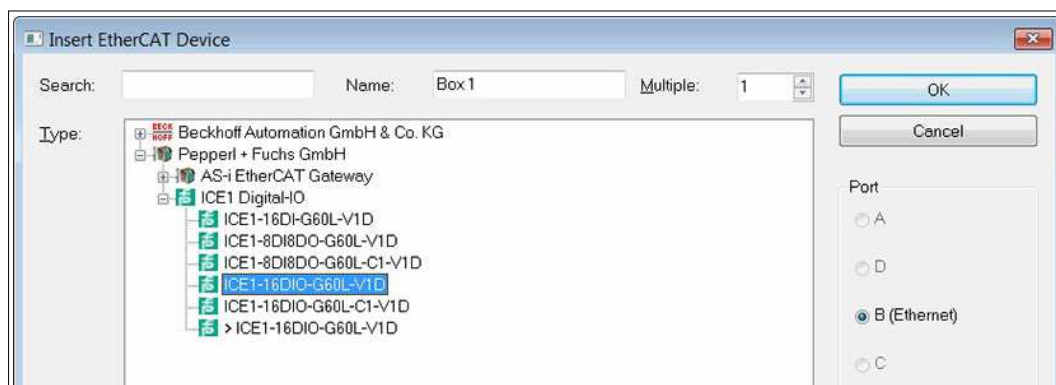 Insert EtherCAT Device
Search:
Name: Box 1
Multiple: 1
OK
Cancel
Type:
BECKHOFF Beckhoff Automation GmbH & Co. KG
Pepperl + Fuchs GmbH
AS-i EtherCAT Gateway
ICE1 Digital-IO
ICE1-16DI-G60L-V1D
ICE1-8DI8DO-G60L-V1D
ICE1-8DI8DO-G60L-C1-V1D
ICE1-16DIO-G60L-V1D
ICE1-16DIO-G60L-C1-V1D
> ICE1-16DIO-G60L-V1D
Port
A
D
B (Ethernet)
C